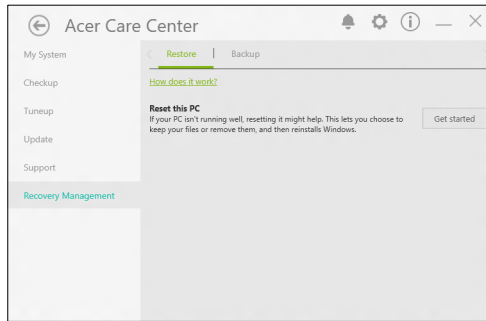 Acer Care Center
My System
Restore
Backup
Checkup
How does it work?
Tuneup
Reset this PC
If your PC isn't running well, resetting it might help. This lets you choose to
keep your files or remove them, and then reinstalls Windows.
Get started
Update
Support
Recovery Management